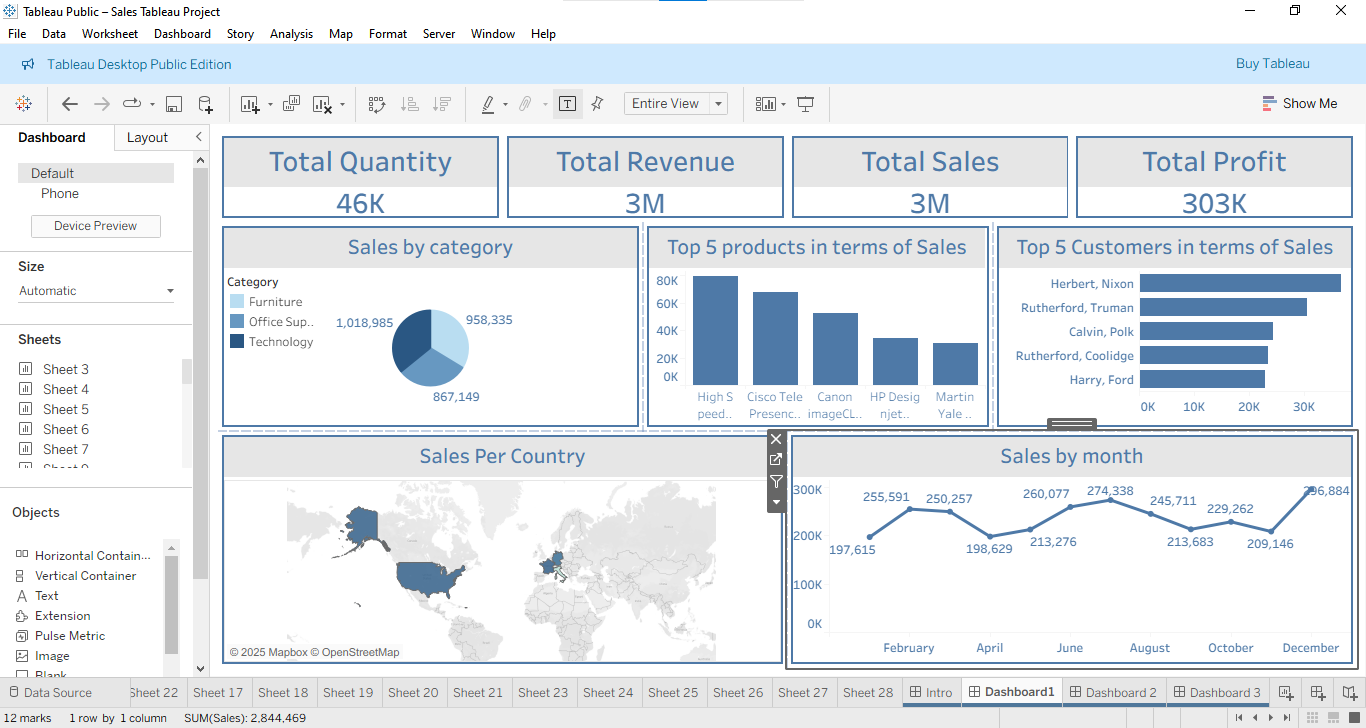 Tableau Public – Sales Tableau Project
File Data Worksheet Dashboard Story Analysis Map Format Server Window Help
Tableau Desktop Public Edition
Buy Tableau
Entire View
Show Me
Dashboard
Layout
Default
Phone
Device Preview
Size
Automatic
Sheets
Sheet 3
Sheet 4
Sheet 5
Sheet 6
Sheet 7
Objects
Horizontal Contain...
Vertical Container
Text
Extension
Pulse Metric
Image
Blank
Total Quantity
46K
Total Revenue
3M
Total Sales
3M
Total Profit
303K
Sales by category
Category
Furniture
Office Sup..
Technology
1,018,985
958,335
867,149
Top 5 products in terms of Sales
80K
60K
40K
20K
0K
High S
peed..
Cisco Tele
Presenc..
Canon
imageCL..
HP Desig
njet..
Martin
Yale ..
Top 5 Customers in terms of Sales
Herbert, Nixon
Rutherford, Truman
Calvin, Polk
Rutherford, Coolidge
Harry, Ford
0K 10K 20K 30K
Sales Per Country
© 2025 Mapbox © OpenStreetMap
Sales by month
300K
200K
100K
0K
197,615
255,591
250,257
198,629
213,276
260,077
274,338
245,711
213,683
229,262
209,146
296,884
February April June August October December
Data Source Sheet 22 Sheet 17 Sheet 18 Sheet 19 Sheet 20 Sheet 21 Sheet 23 Sheet 24 Sheet 25 Sheet 26 Sheet 27 Sheet 28 Intro Dashboard1 Dashboard 2 Dashboard 3
12 marks 1 row by 1 column SUM(Sales): 2,844,469